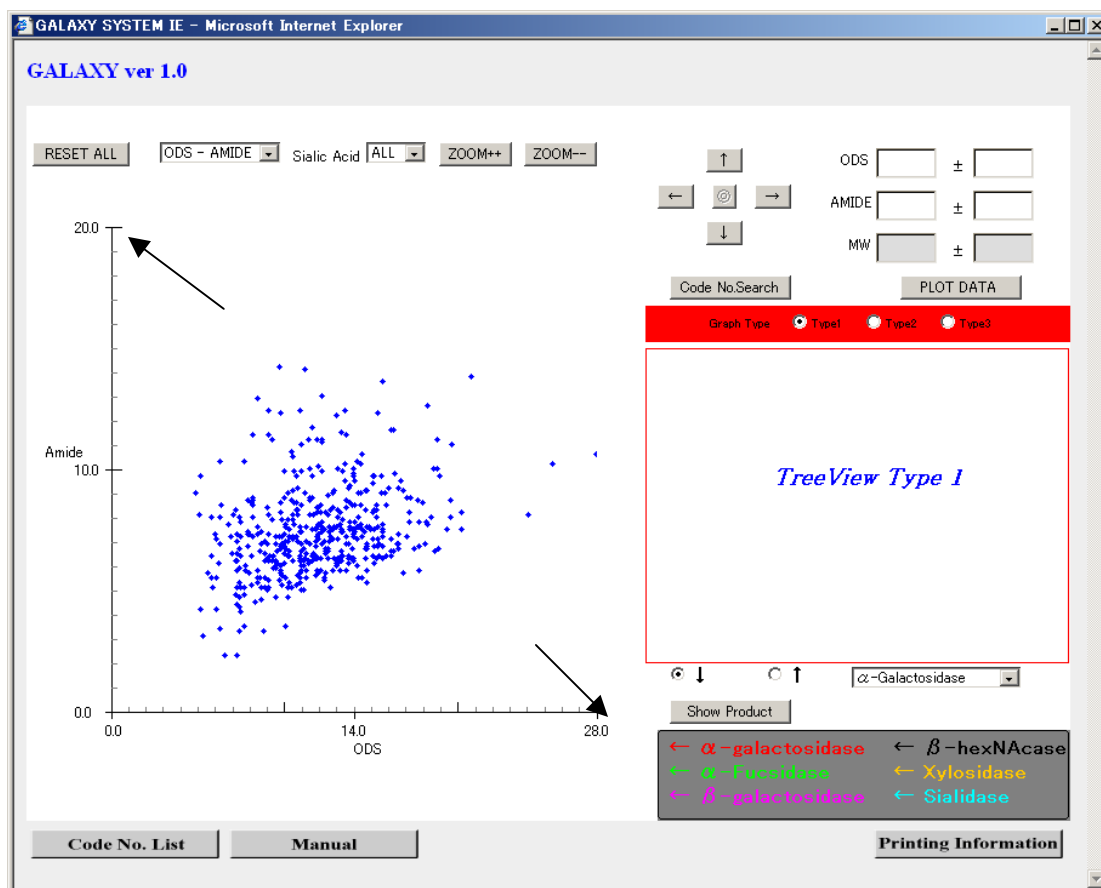 GALAXY SYSTEM IE - Microsoft Internet Explorer
GALAXY ver 1.0
RESET ALL ODS - AMIDE Sialic Acid ALL ZOOM++ ZOOM--
↑
← ◎ →
↓
ODS ±
AMIDE ±
MW ±
Code No.Search PLOT DATA
Graph Type Type1 Type2 Type3
TreeView Type 1
20.0
Amide
10.0
0.0
0.0 14.0 28.0
ODS
↓ ↑ α-Galactosidase
Show Product
← α-galactosidase ← β-hexNAcase
← α-Fucsidase ← Xylosidase
← β-galactosidase ← Sialidase
Code No. List Manual Printing Information